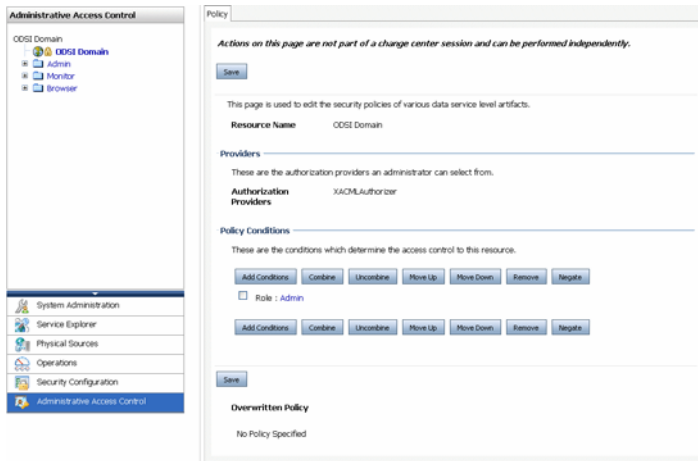 Administrative Access Control
ODSI Domain
ODSI Domain
Admin
Monitor
Browser
System Administration
Service Explorer
Physical Sources
Operations
Security Configuration
Administrative Access Control
Policy
Actions on this page are not part of a change center session and can be performed independently.
Save
This page is used to edit the security policies of various data service level artifacts.
Resource Name ODSI Domain
Providers
These are the authorization providers an administrator can select from.
Authorization Providers XACMLAuthorizer
Policy Conditions
These are the conditions which determine the access control to this resource.
Add Conditions Combine Uncombine Move Up Move Down Remove Negate
Role : Admin
Add Conditions Combine Uncombine Move Up Move Down Remove Negate
Save
Overwritten Policy
No Policy Specified